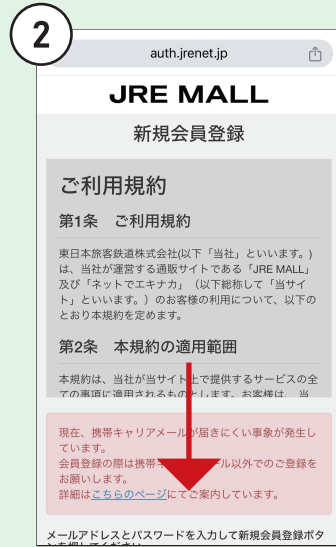 2
auth.jrenet.jp
JRE MALL
新規会員登録
ご利用規約
第1条　ご利用規約
東日本旅客鉄道株式会社(以下「当社」といいます。)
は、当社が運営する通販サイトである「JRE MALL」
及び「ネットでエキナカ」（以下総称して「当サイ
ト」といいます。）のお客様の利用について、以下の
とおり本規約を定めます。
第2条　本規約の適用範囲
本規約は、当社が当サイト上で提供するサービスの全
ての事項に適用されるものとします。お客様は、当
現在、携帯キャリアメールが届きにくい事象が発生し
ています。
会員登録の際は携帯キ ール以外でのご登録を
お願いします。
詳細はこちらのページにてご案内しています。
メールアドレスとパスワードを入力して新規会員登録ボタ
ンを押してください